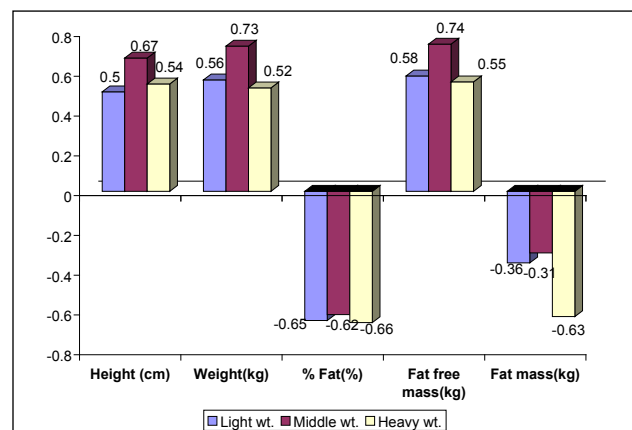 0.8
0.6
0.4
0.2
0
-0.2
-0.4
-0.6
-0.8
0.5
0.67
0.54
0.56
0.73
0.52
-0.65
-0.62
-0.66
0.58
0.74
0.55
-0.36
-0.31
-0.63
Height (cm)
Weight(kg)
% Fat(%)
Fat free
mass(kg)
Fat mass(kg)
Light wt.
Middle wt.
Heavy wt.